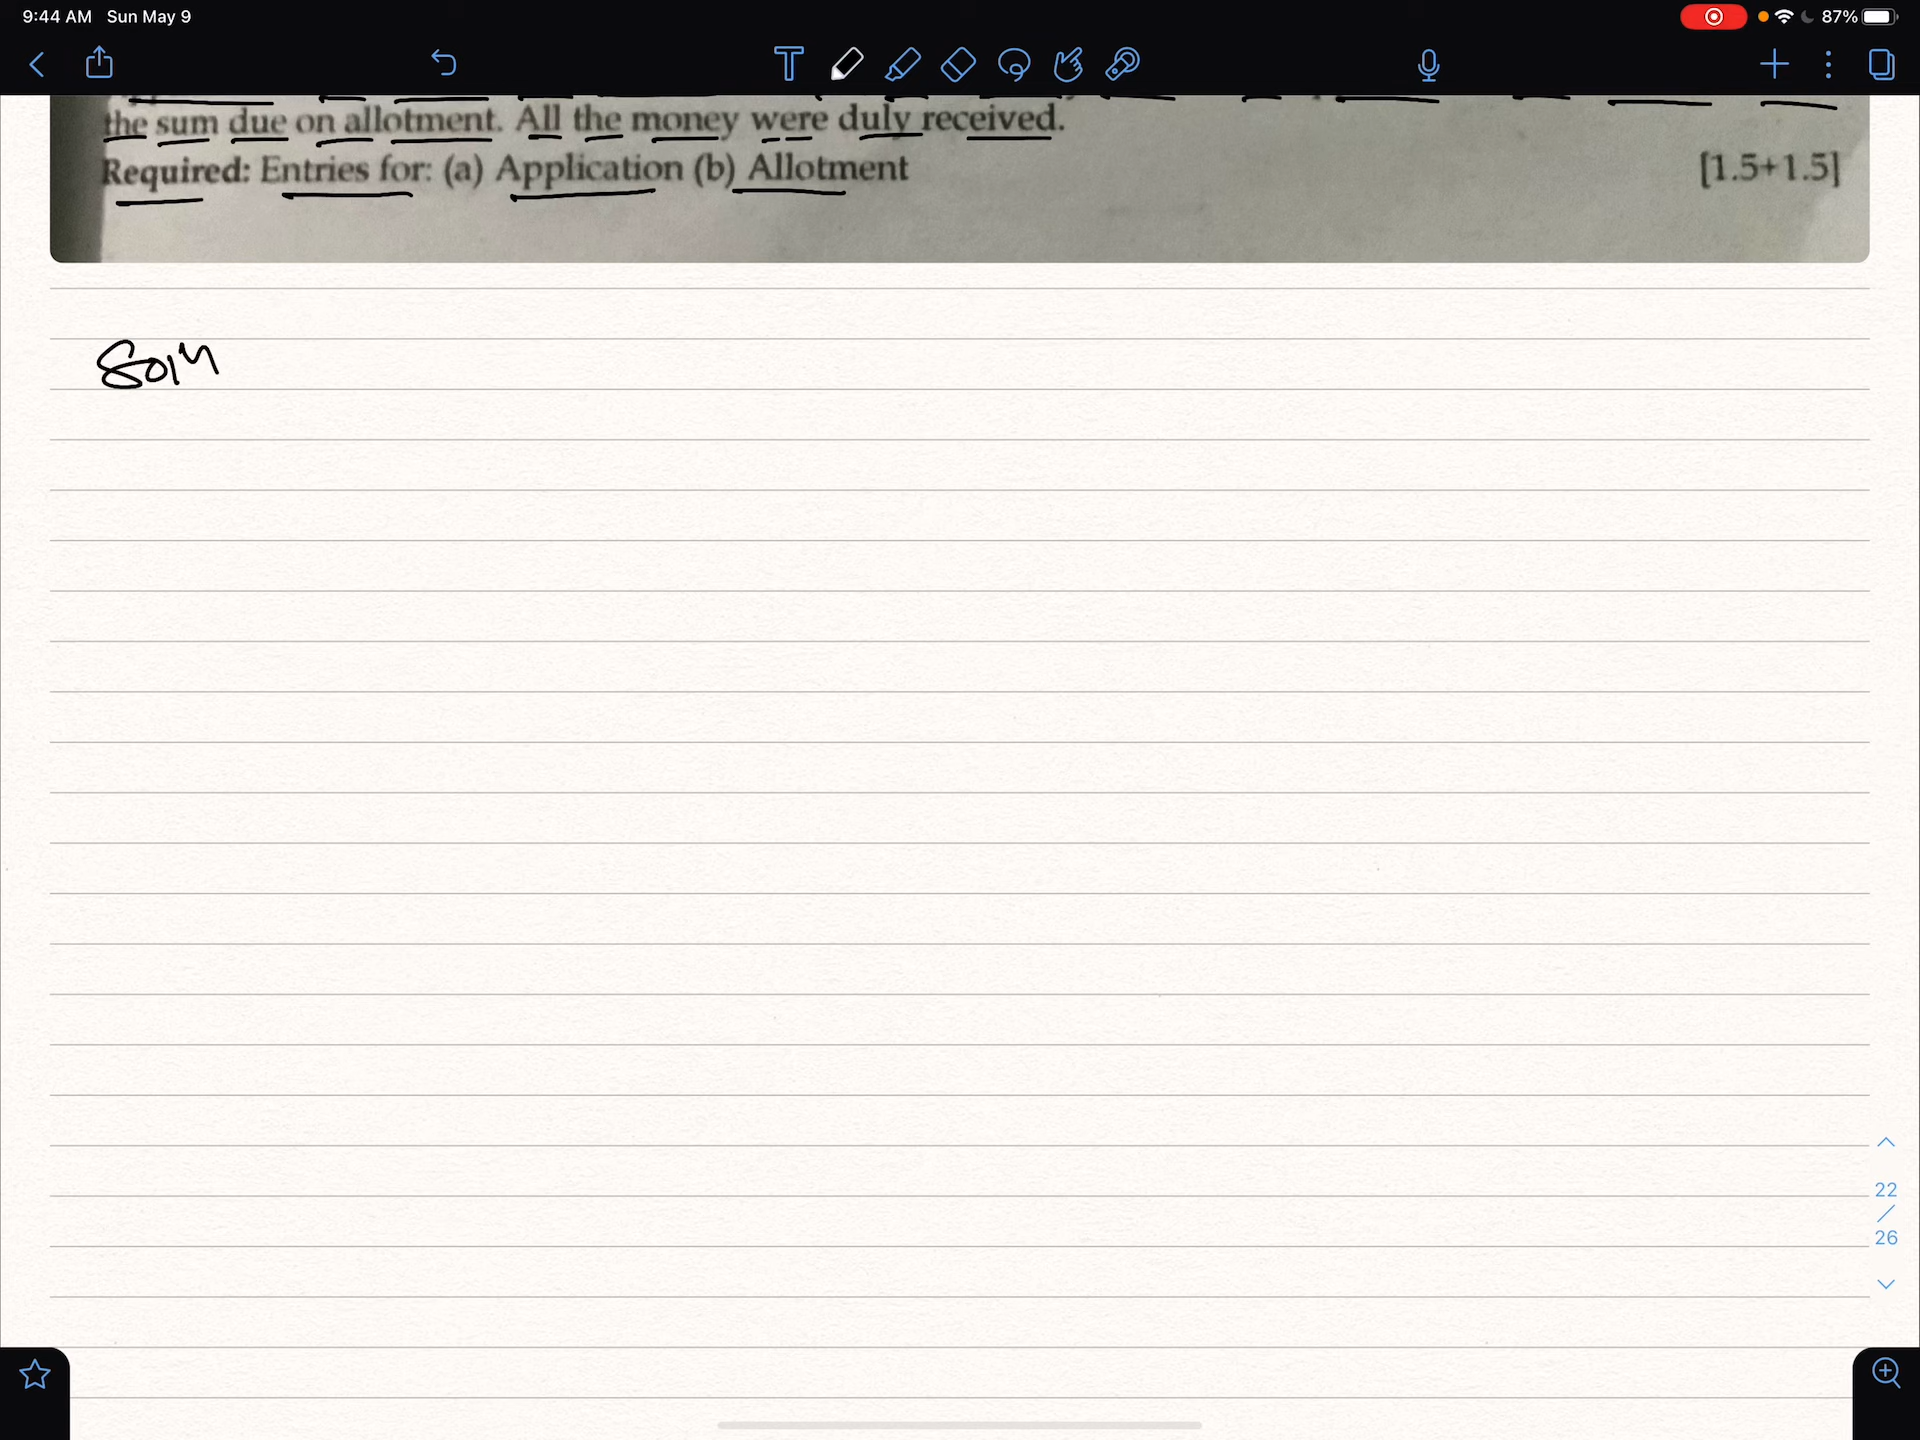 9:44 AM Sun May 9 87%
the sum due on allotment. All the money were duly received.
Required: Entries for: (a) Application (b) Allotment [1.5+1.5]
Soln
22
/
26